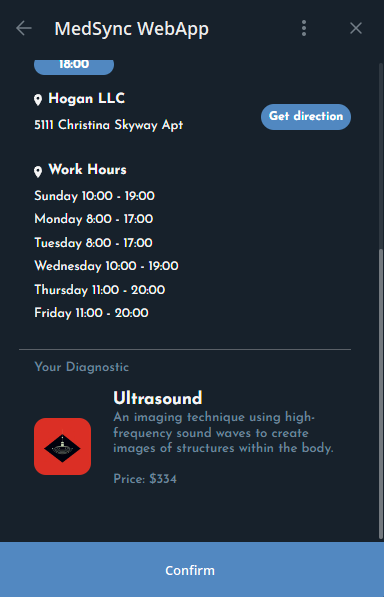 MedSync WebApp
18:00
Hogan LLC
5111 Christina Skyway Apt
Get direction
Work Hours
Sunday 10:00 - 19:00
Monday 8:00 - 17:00
Tuesday 8:00 - 17:00
Wednesday 10:00 - 19:00
Thursday 11:00 - 20:00
Friday 11:00 - 20:00
Your Diagnostic
Ultrasound
An imaging technique using high-
frequency sound waves to create
images of structures within the body.
Price: $334
Confirm